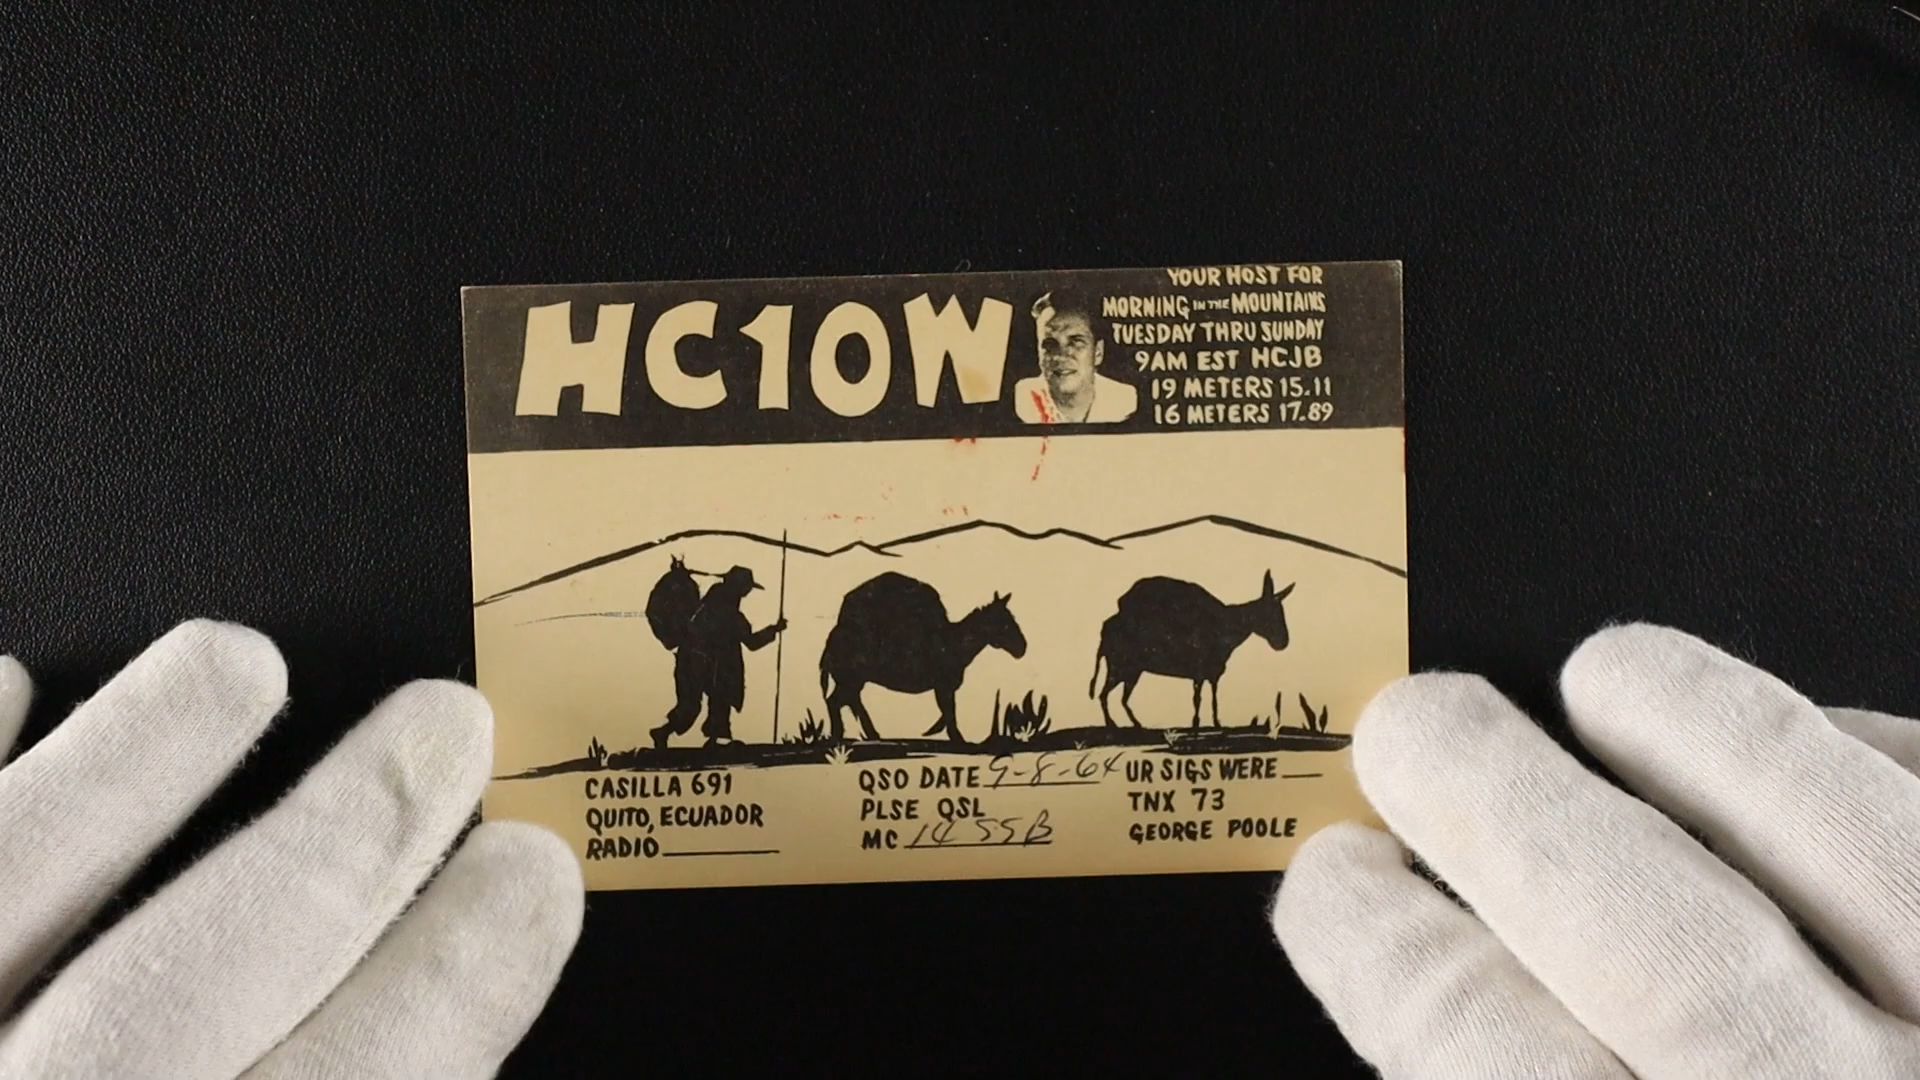 HC1OW
YOUR HOST FOR
MORNING IN THE MOUNTAINS
TUESDAY THRU SUNDAY
9AM EST HCJB
19 METERS 15.11
16 METERS 17.89
CASILLA 691
QUITO, ECUADOR
RADIO
QSO DATE 9-8-64
PLSE QSL
MC 14 SSB
UR SIGS WERE
TNX 73
GEORGE POOLE